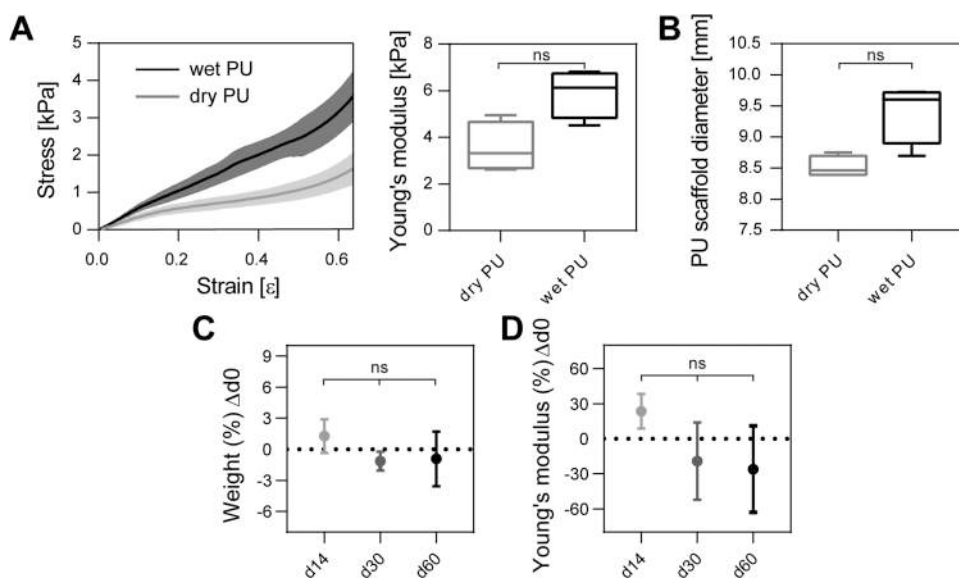 A
Stress [kPa]
5
4
3
2
1
0
wet PU
dry PU
0.0 0.2 0.4 0.6
Strain [ε]
Young's modulus [kPa]
8
6
4
2
0
ns
dry PU
wet PU
B
PU scaffold diameter [mm]
10.5
10.0
9.5
9.0
8.5
8.0
7.5
ns
dry PU
wet PU
C
Weight (%) Δd0
9
6
3
0
-3
-6
ns
d14
d30
d60
D
Young's modulus (%) Δd0
60
30
0
-30
-60
ns
d14
d30
d60